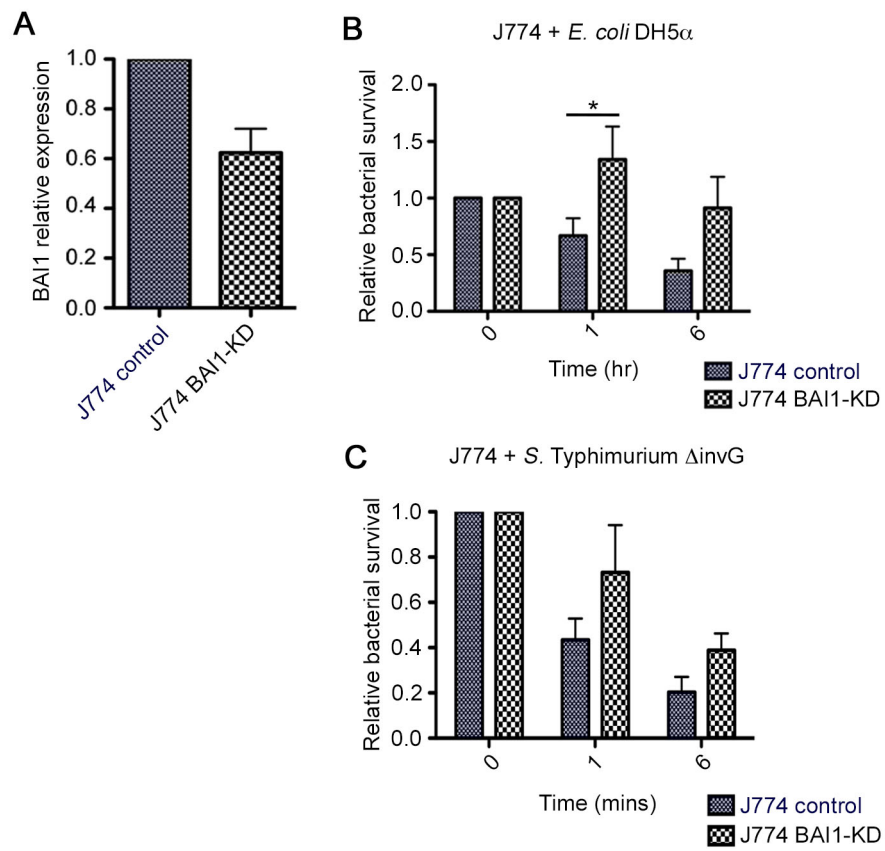 A
BAI1 relative expression
1.0
0.8
0.6
0.4
0.2
0.0
J774 control
J774 BAI1-KD
B
J774 + E. coli DH5α
Relative bacterial survival
2.0
1.5
1.0
0.5
0.0
*
0
1
6
Time (hr)
J774 control
J774 BAI1-KD
C
J774 + S. Typhimurium ΔinvG
Relative bacterial survival
1.0
0.8
0.6
0.4
0.2
0.0
0
1
6
Time (mins)
J774 control
J774 BAI1-KD